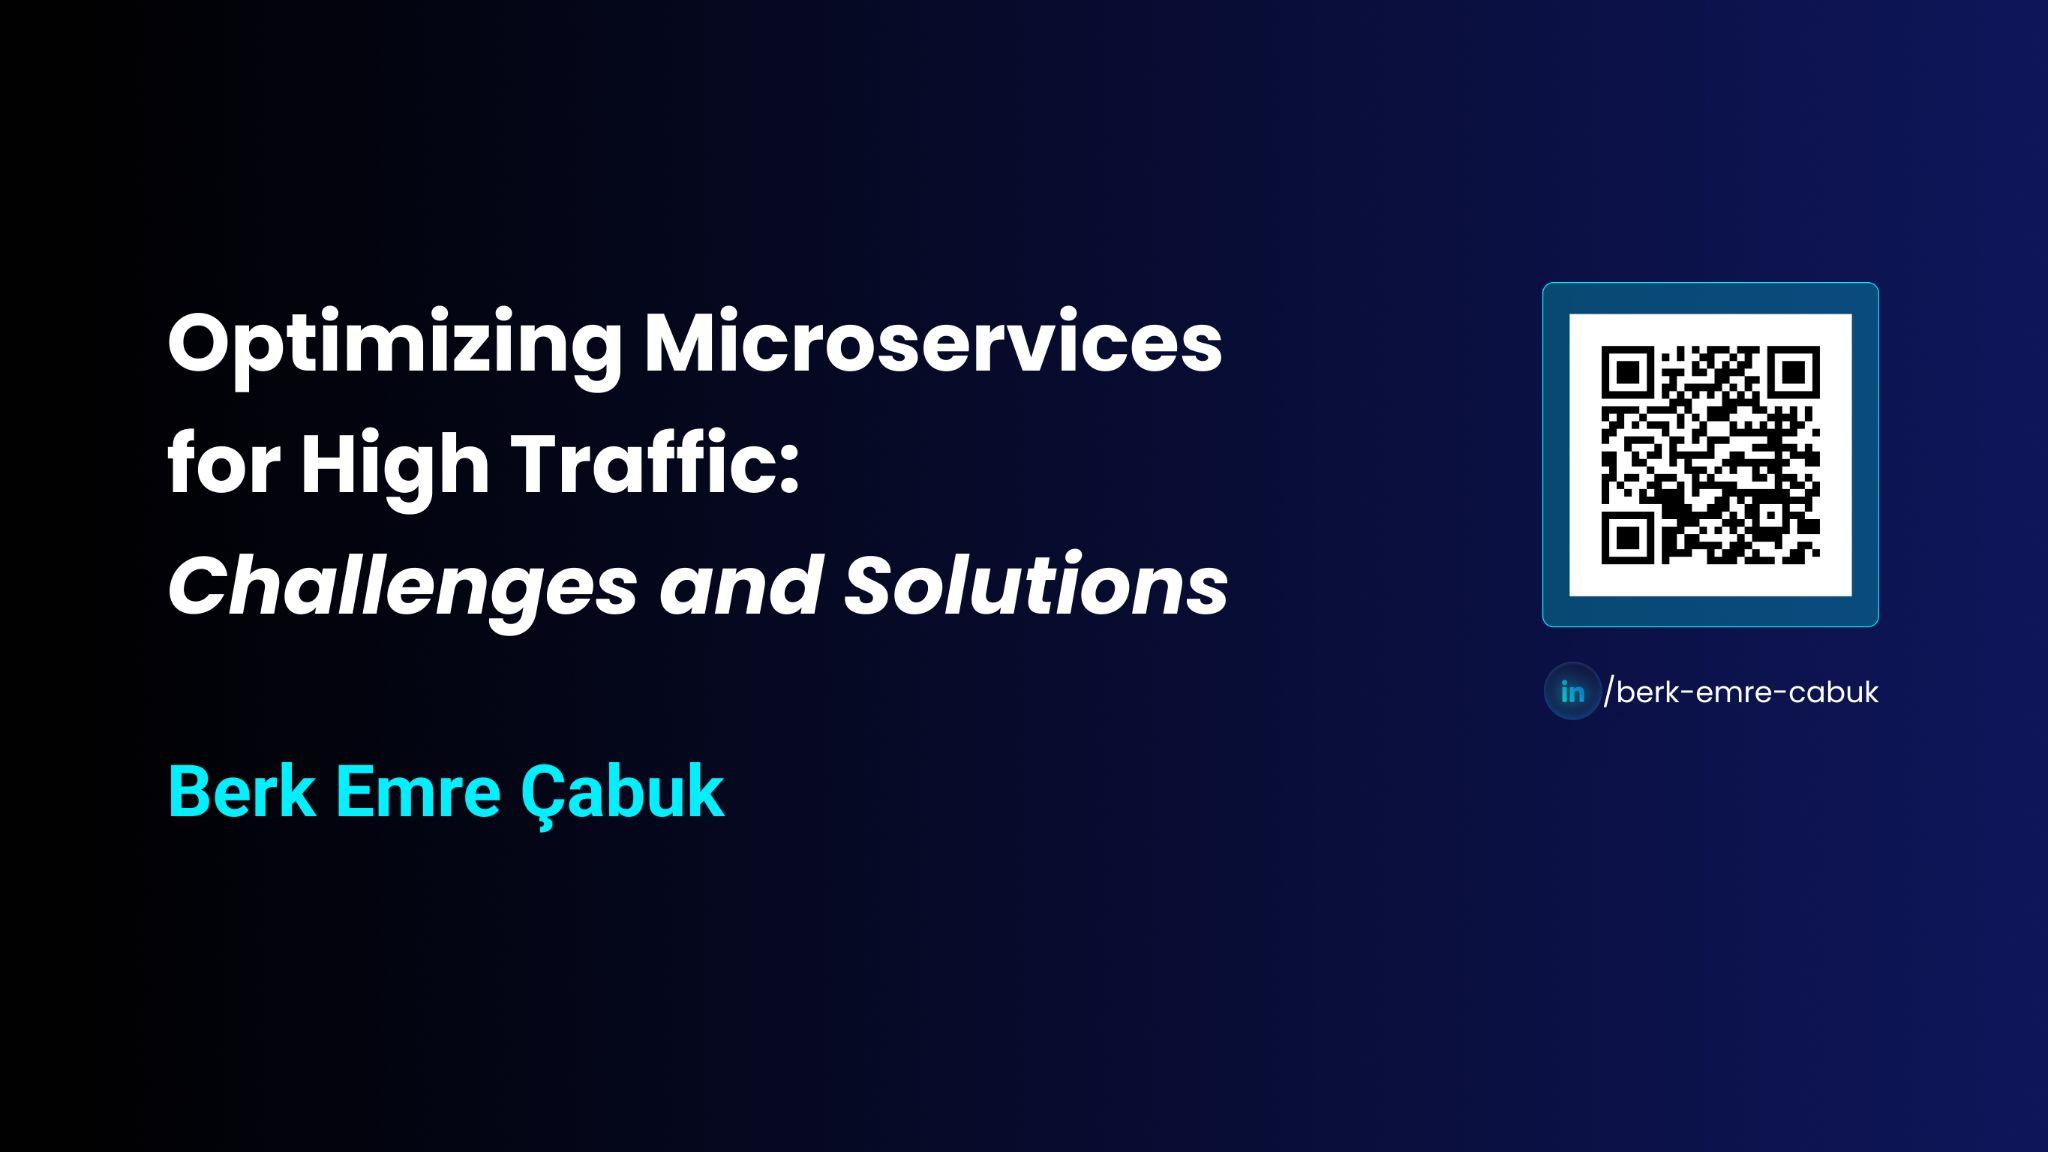 Optimizing Microservices
for High Traffic:
Challenges and Solutions
Berk Emre Çabuk
in /berk-emre-cabuk